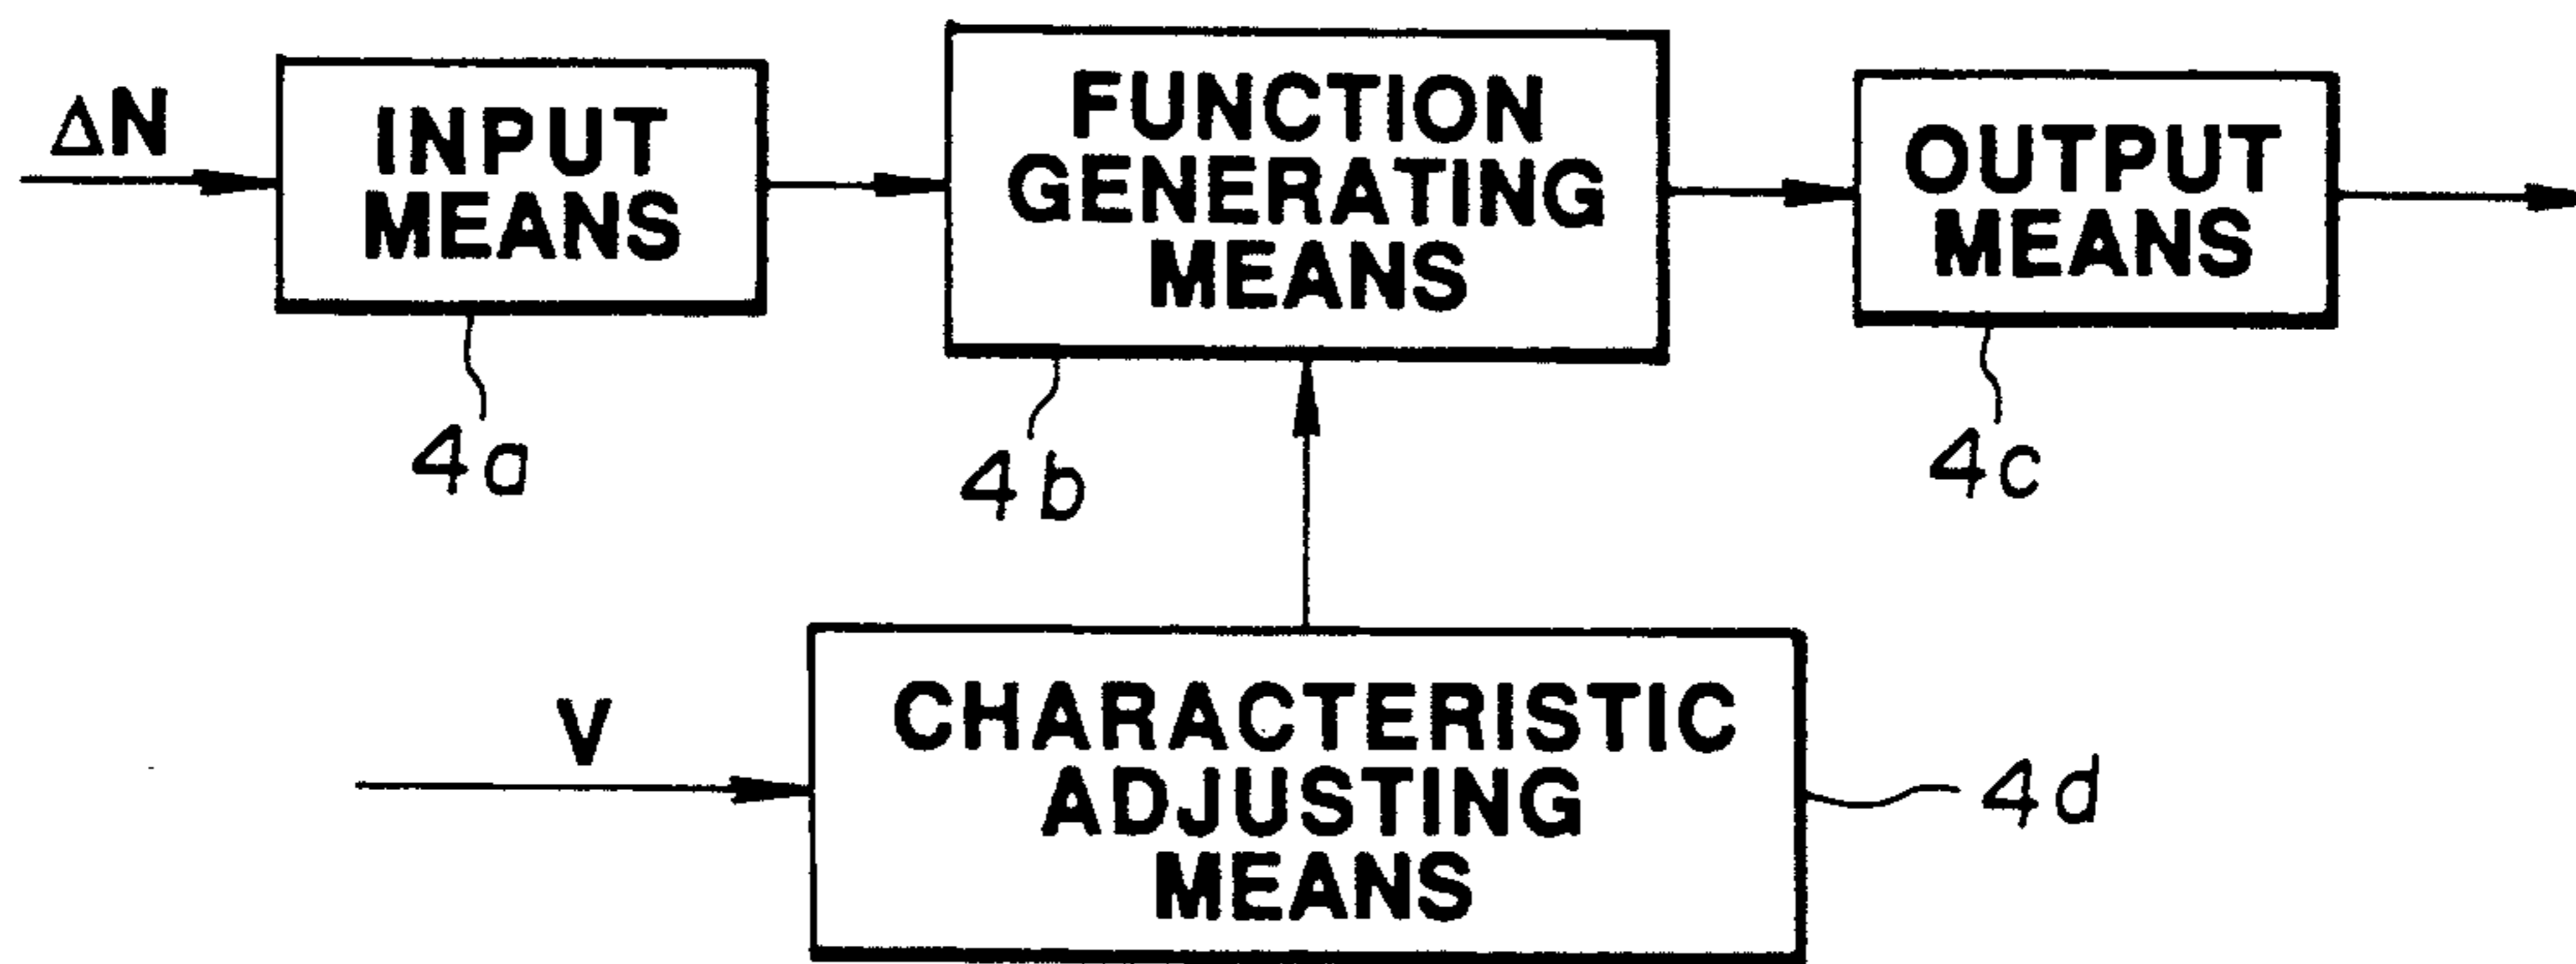 ΔN
INPUT
MEANS
4a
FUNCTION
GENERATING
MEANS
4b
OUTPUT
MEANS
4c
V
CHARACTERISTIC
ADJUSTING
MEANS
4d